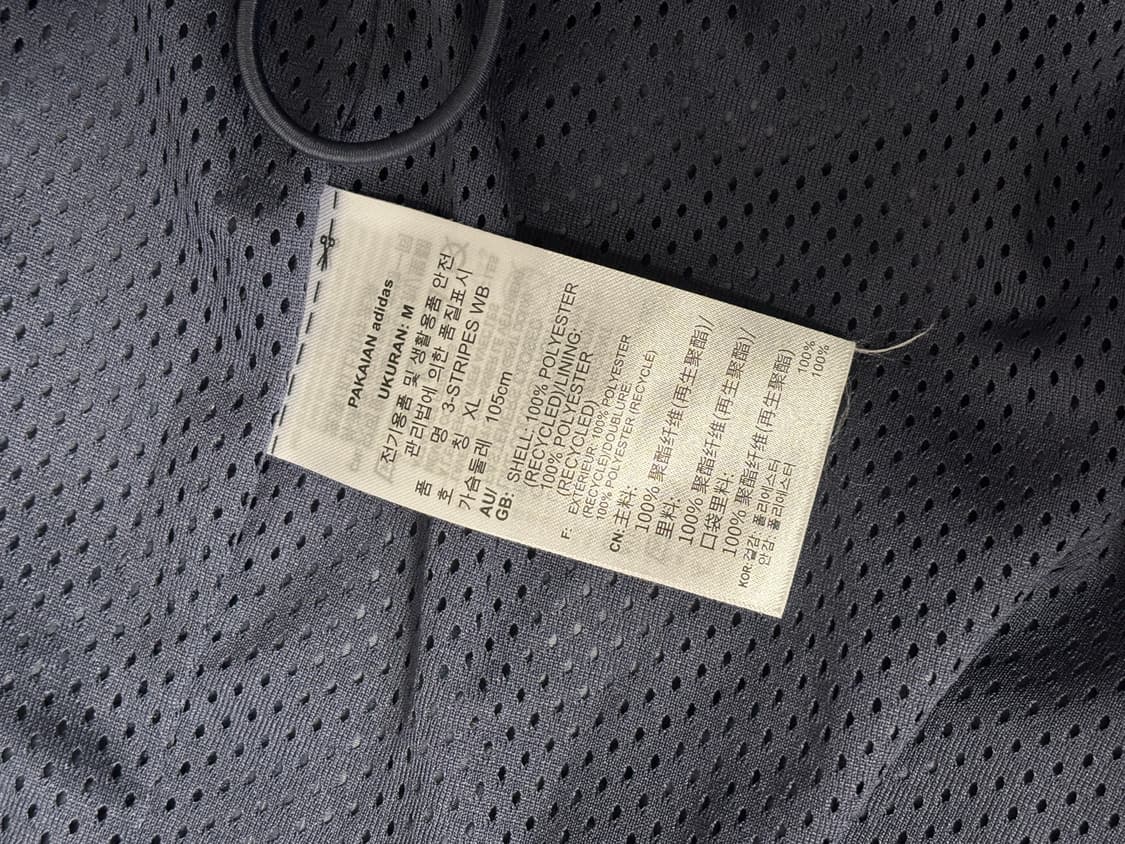 PAKAIAN adidas
UKURAN: M
전기용품 및 생활용품 안전
관리법에 의한 품질표시
품 명 3-STRIPES WB
호 칭 XL
가슴둘레 105cm
AU/
GB: SHELL: 100% POLYESTER
(RECYCLED)/LINING:
100% POLYESTER
(RECYCLED)
F: EXTÉRIEUR: 100% POLYESTER
(RECYCLÉ)/DOUBLURE:
100% POLYESTER (RECYCLÉ)
CN: 主料:
100% 聚酯纤维(再生聚酯)/
里料:
100% 聚酯纤维(再生聚酯)/
口袋里料:
100% 聚酯纤维(再生聚酯)
KOR: 겉감: 폴리에스터 100%
안감: 폴리에스터 100%